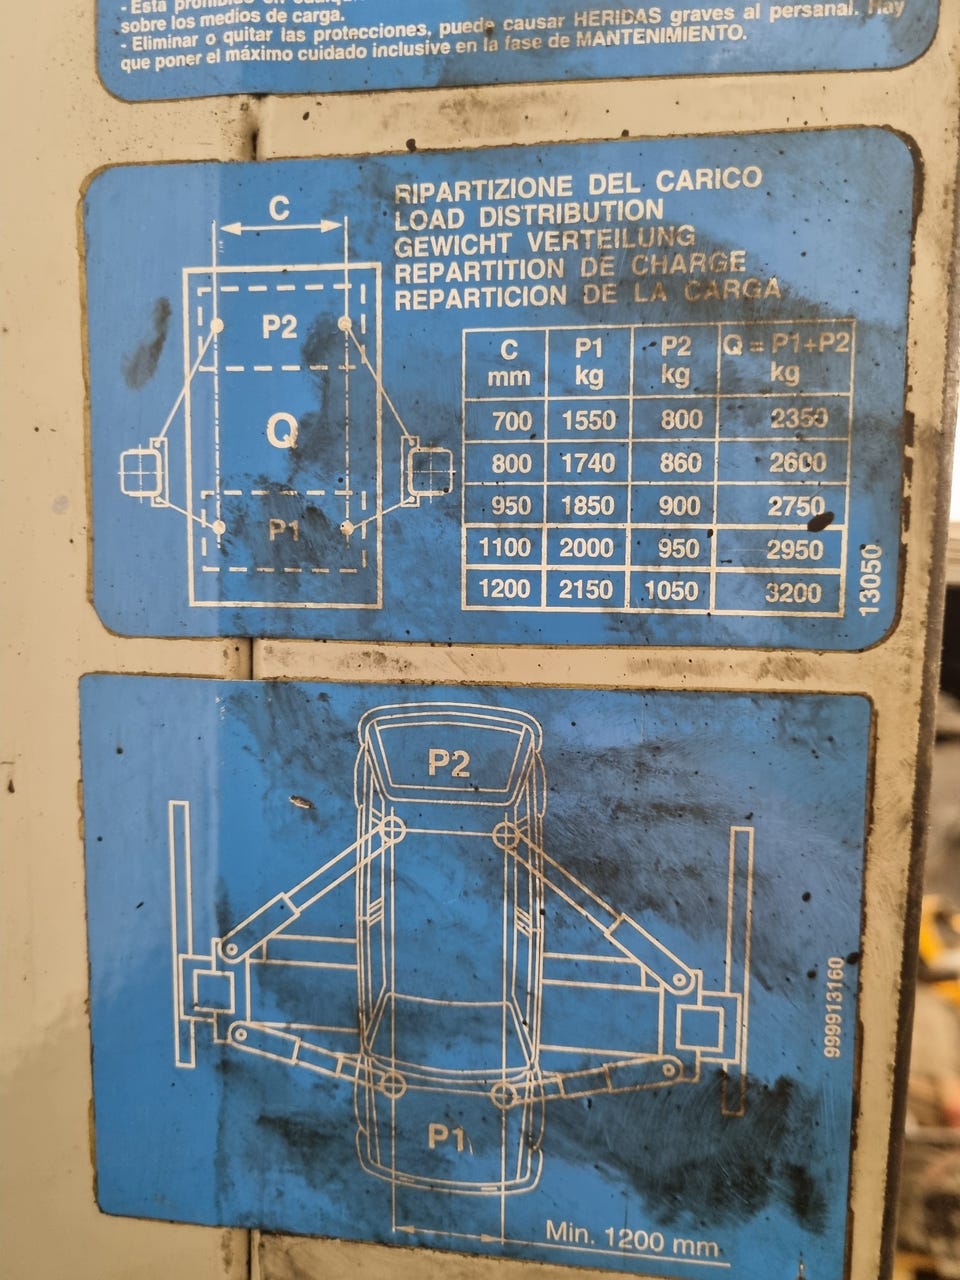 - Está prohibido en cualquier
sobre los medios de carga.
- Eliminar o quitar las protecciones, puede causar HERIDAS graves al personal. Hay
que poner el máximo cuidado inclusive en la fase de MANTENIMIENTO.
RIPARTIZIONE DEL CARICO
LOAD DISTRIBUTION
GEWICHT VERTEILUNG
REPARTITION DE CHARGE
REPARTICION DE LA CARGA
C
P2
Q
P1
C mm P1 kg P2 kg Q = P1+P2 kg
700 1550 800 2350
800 1740 860 2600
950 1850 900 2750
1100 2000 950 2950
1200 2150 1050 3200
13050
P2
P1
999913160
Min. 1200 mm